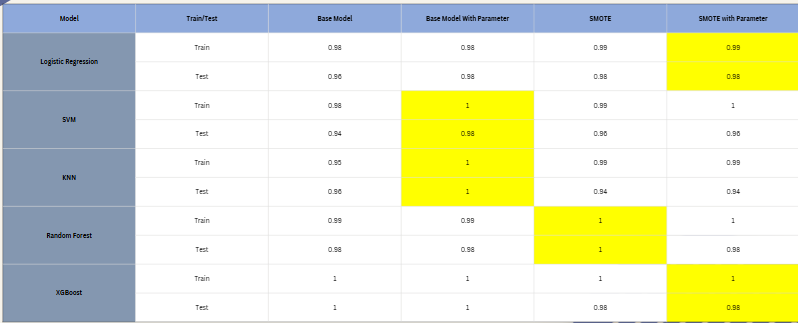 Model Train/Test Base Model Base Model With Parameter SMOTE SMOTE with Parameter
Logistic Regression
Train 0.98 0.98 0.99 0.99
Test 0.96 0.98 0.98 0.98
SVM
Train 0.98 1 0.99 1
Test 0.94 0.98 0.96 0.96
KNN
Train 0.95 1 0.99 0.99
Test 0.96 1 0.94 0.94
Random Forest
Train 0.99 0.99 1 1
Test 0.98 0.98 1 0.98
XGBoost
Train 1 1 1 1
Test 1 1 0.98 0.98